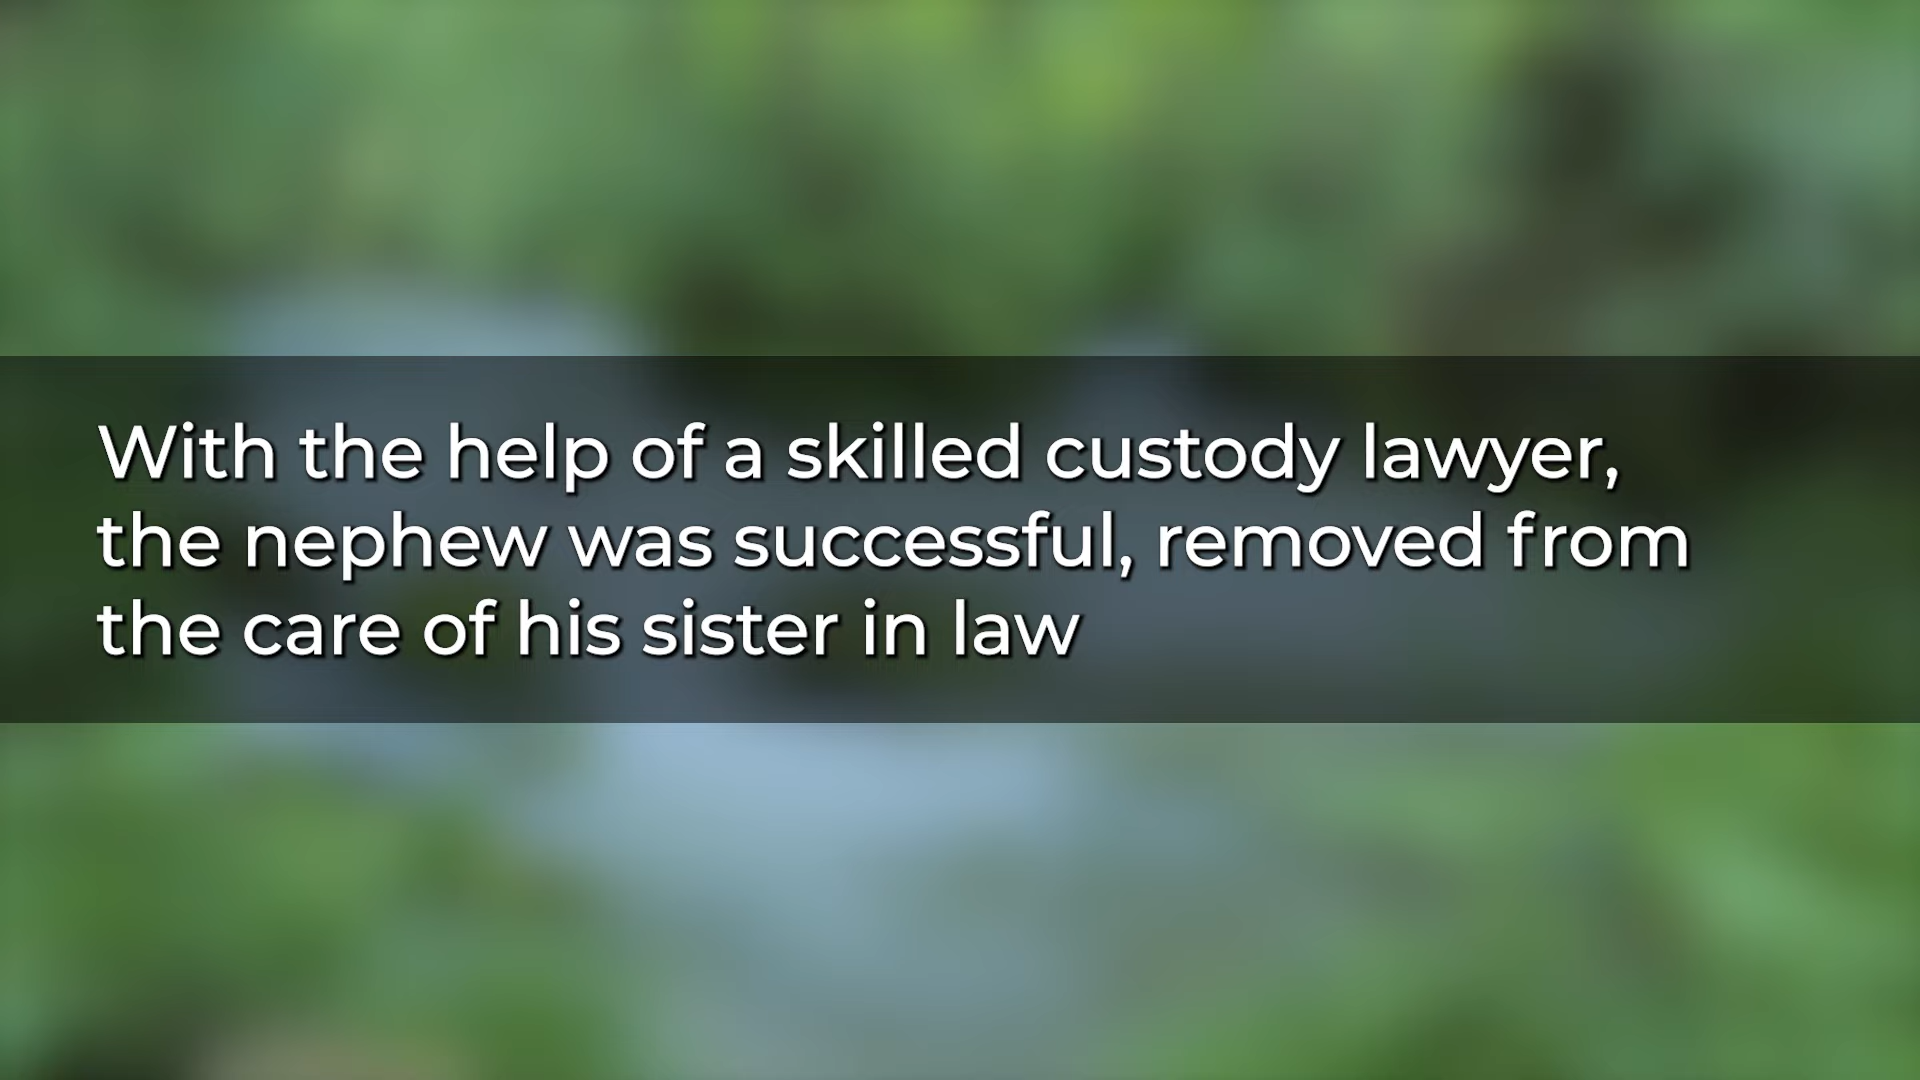 With the help of a skilled custody lawyer,
the nephew was successful, removed from
the care of his sister in law